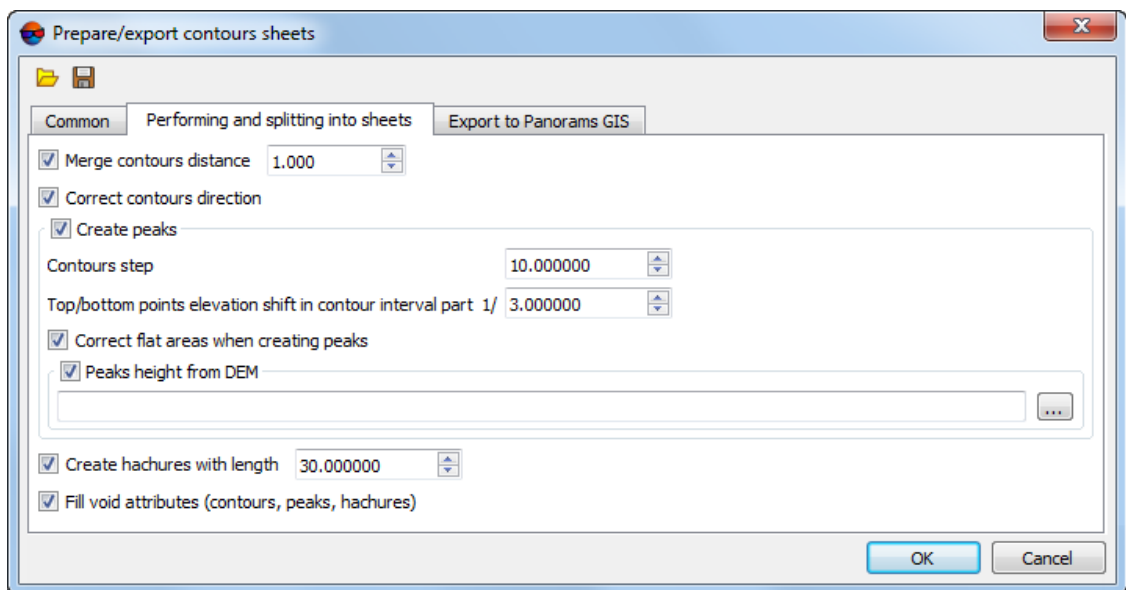 Prepare/export contours sheets
Common Performing and splitting into sheets Export to Panorams GIS
Merge contours distance 1.000
Correct contours direction
Create peaks
Contours step 10.000000
Top/bottom points elevation shift in contour interval part 1/ 3.000000
Correct flat areas when creating peaks
Peaks height from DEM
...
Create hachures with length 30.000000
Fill void attributes (contours, peaks, hachures)
OK Cancel